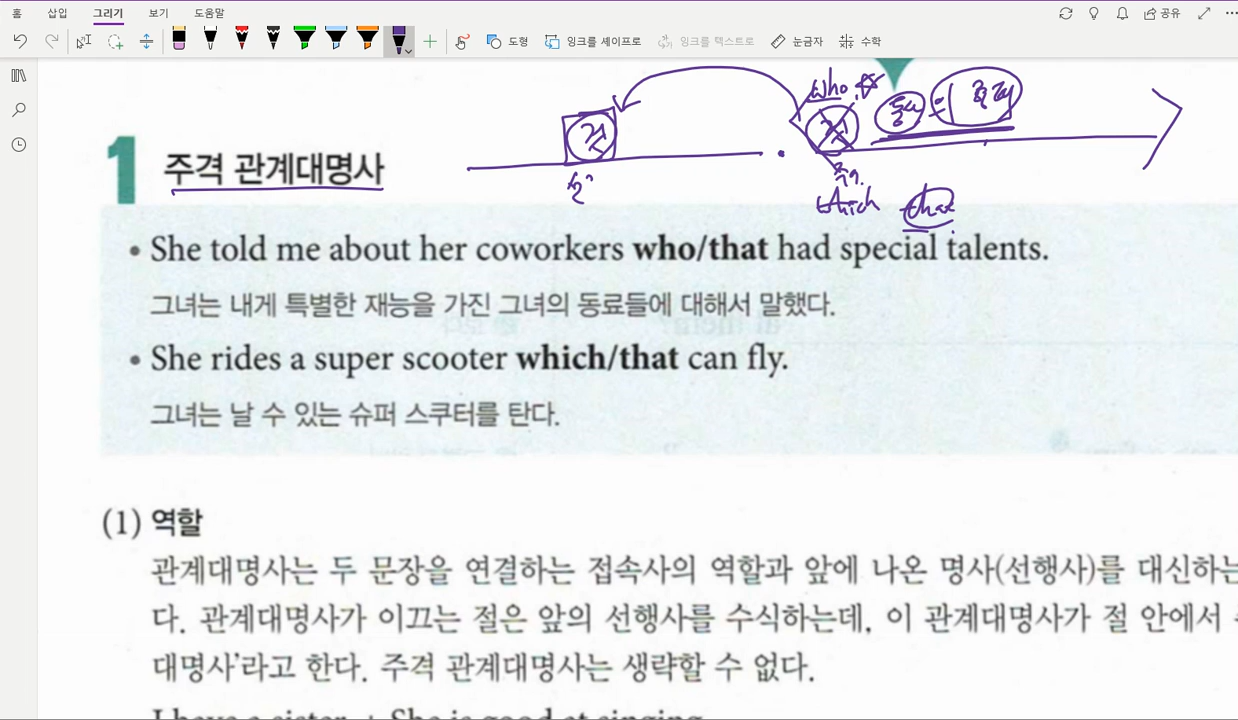 홈 삽입 그리기 보기 도움말 공유
도형 잉크를 셰이프로 잉크를 텍스트로 눈금자 수학
who
which that
1 주격 관계대명사
• She told me about her coworkers who/that had special talents.
그녀는 내게 특별한 재능을 가진 그녀의 동료들에 대해서 말했다.
• She rides a super scooter which/that can fly.
그녀는 날 수 있는 슈퍼 스쿠터를 탄다.
(1) 역할
관계대명사는 두 문장을 연결하는 접속사의 역할과 앞에 나온 명사(선행사)를 대신하는
다. 관계대명사가 이끄는 절은 앞의 선행사를 수식하는데, 이 관계대명사가 절 안에서
대명사'라고 한다. 주격 관계대명사는 생략할 수 없다.
I have a sister. + She is good at singing.